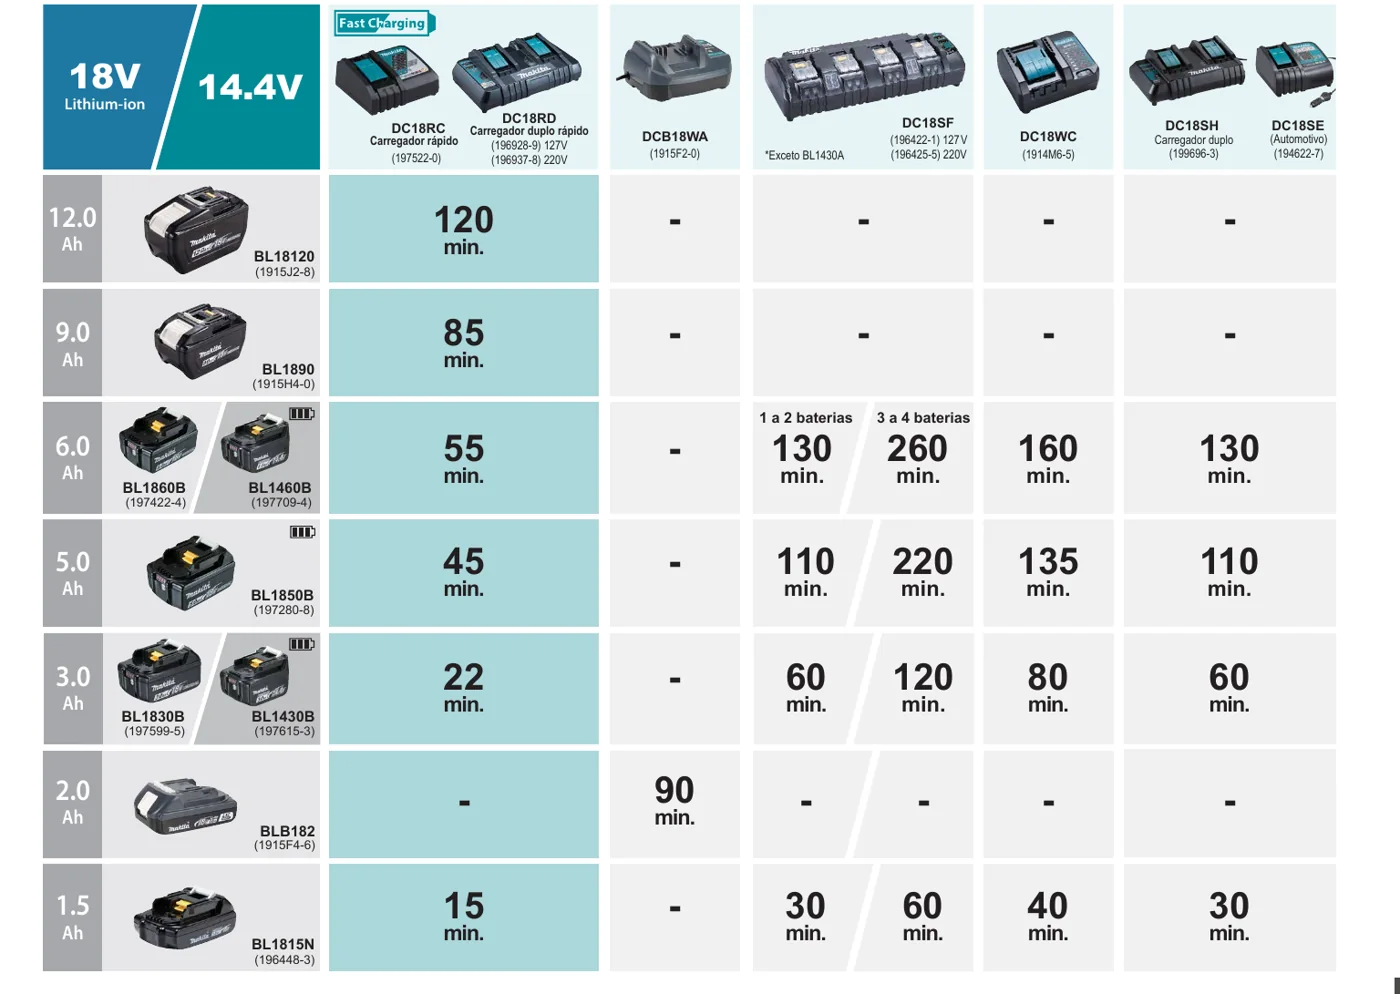 18V
Lithium-ion
14.4V
Fast Charging
DC18RC
Carregador rápido
(197522-0)
DC18RD
Carregador duplo rápido
(196928-9) 127V
(196937-8) 220V
DCB18WA
(1915F2-0)
*Exceto BL1430A
DC18SF
(196422-1) 127V
(196425-5) 220V
DC18WC
(1914M6-5)
DC18SH
Carregador duplo
(199696-3)
DC18SE
(Automotivo)
(194622-7)
12.0
Ah
BL18120
(1915J2-8)
120
min.
-
-
-
-
9.0
Ah
BL1890
(1915H4-0)
85
min.
-
-
-
-
6.0
Ah
BL1860B
(197422-4)
BL1460B
(197709-4)
55
min.
-
1 a 2 baterias
130
min.
3 a 4 baterias
260
min.
160
min.
130
min.
5.0
Ah
BL1850B
(197280-8)
45
min.
-
110
min.
220
min.
135
min.
110
min.
3.0
Ah
BL1830B
(197599-5)
BL1430B
(197615-3)
22
min.
-
60
min.
120
min.
80
min.
60
min.
2.0
Ah
BLB182
(1915F4-6)
-
90
min.
-
-
-
-
1.5
Ah
BL1815N
(196448-3)
15
min.
-
30
min.
60
min.
40
min.
30
min.